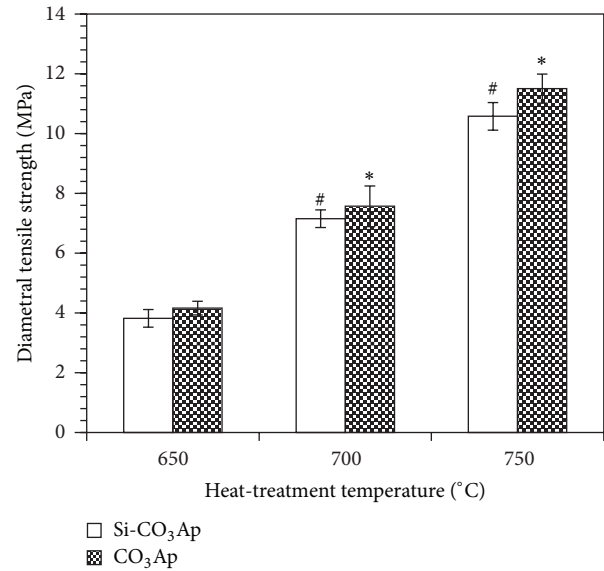 14
12
10
8
6
4
2
0
Diametral tensile strength (MPa)
#
*
#
*
650 700 750
Heat-treatment temperature (°C)
Si-CO₃Ap
CO₃Ap